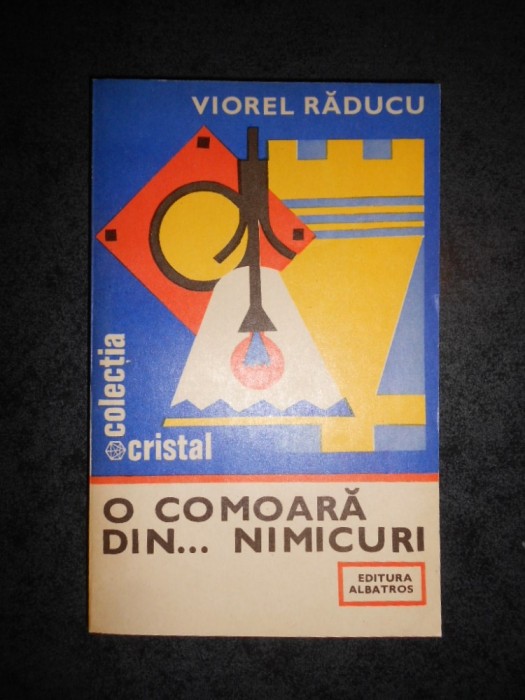 VIOREL RĂDUCU
colecția
cristal
O COMOARĂ
DIN... NIMICURI
EDITURA
ALBATROS